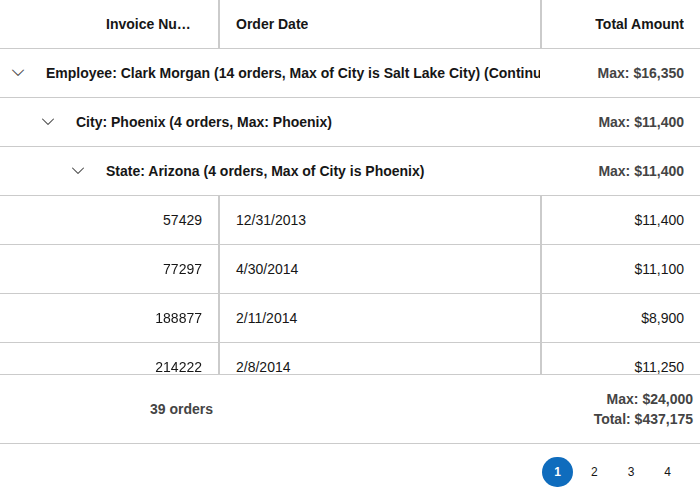 Invoice Nu… Order Date Total Amount
Employee: Clark Morgan (14 orders, Max of City is Salt Lake City) (Continu Max: $16,350
City: Phoenix (4 orders, Max: Phoenix) Max: $11,400
State: Arizona (4 orders, Max of City is Phoenix) Max: $11,400
57429 12/31/2013 $11,400
77297 4/30/2014 $11,100
188877 2/11/2014 $8,900
214222 2/8/2014 $11,250
39 orders Max: $24,000
Total: $437,175
1 2 3 4